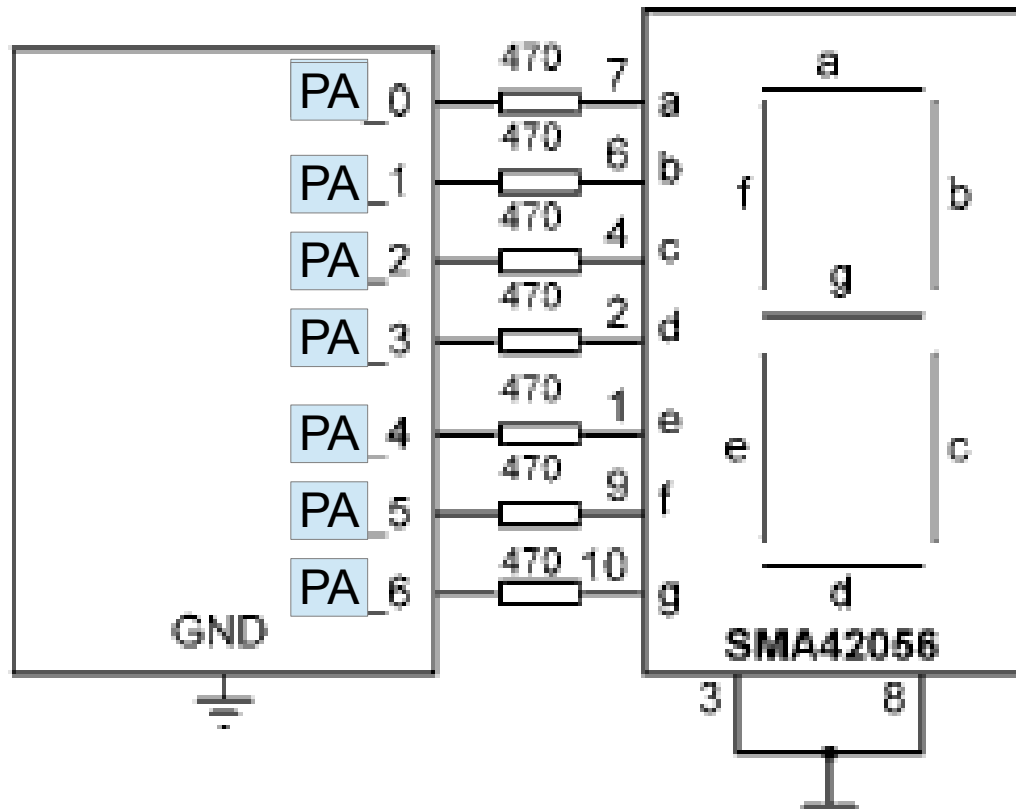 PA_0 470 7 a
PA_1 470 6 b
PA_2 470 4 c
PA_3 470 2 d
PA_4 470 1 e
PA_5 470 9 f
PA_6 470 10 g
GND
a
f b
g
e c
d
SMA42056
3 8